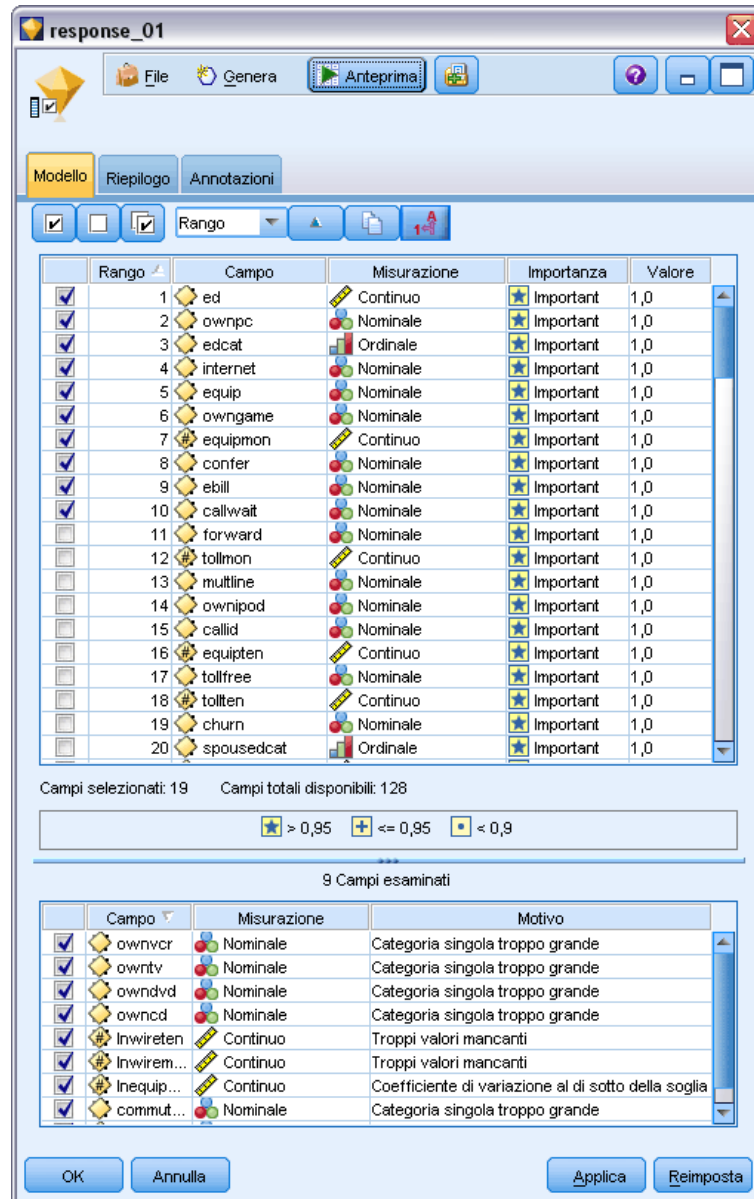 response_01
File Genera Anteprima
Modello Riepilogo Annotazioni
Rango
Rango Campo Misurazione Importanza Valore
1 ed Continuo Important 1,0
2 ownpc Nominale Important 1,0
3 edcat Ordinale Important 1,0
4 internet Nominale Important 1,0
5 equip Nominale Important 1,0
6 owngame Nominale Important 1,0
7 equipmon Continuo Important 1,0
8 confer Nominale Important 1,0
9 ebill Nominale Important 1,0
10 callwait Nominale Important 1,0
11 forward Nominale Important 1,0
12 tollmon Continuo Important 1,0
13 multline Nominale Important 1,0
14 ownipod Nominale Important 1,0
15 callid Nominale Important 1,0
16 equipten Continuo Important 1,0
17 tollfree Nominale Important 1,0
18 tollten Continuo Important 1,0
19 churn Nominale Important 1,0
20 spousedcat Ordinale Important 1,0
Campi selezionati: 19 Campi totali disponibili: 128
> 0,95 <= 0,95 < 0,9
9 Campi esaminati
Campo Misurazione Motivo
ownvcr Nominale Categoria singola troppo grande
owntv Nominale Categoria singola troppo grande
owndvd Nominale Categoria singola troppo grande
owncd Nominale Categoria singola troppo grande
lnwireten Continuo Troppi valori mancanti
lnwirem... Continuo Troppi valori mancanti
lnequip... Continuo Coefficiente di variazione al di sotto della soglia
commut... Nominale Categoria singola troppo grande
OK Annulla Applica Reimposta